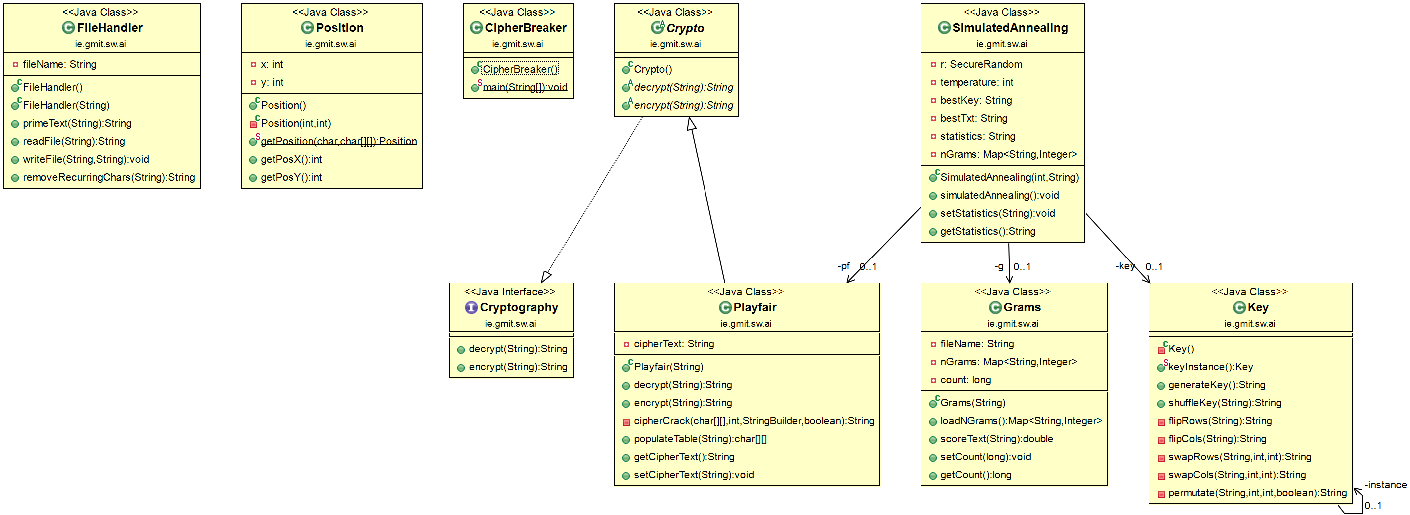 <<Java Class>>
FileHandler
ie.gmit.sw.ai
fileName: String
FileHandler()
FileHandler(String)
primeText(String):String
readFile(String):String
writeFile(String,String):void
removeRecurringChars(String):String
<<Java Class>>
Position
ie.gmit.sw.ai
x: int
y: int
Position()
Position(int,int)
getPosition(char,char[][]):Position
getPosX():int
getPosY():int
<<Java Class>>
CipherBreaker
ie.gmit.sw.ai
CipherBreaker()
main(String[]):void
<<Java Class>>
Crypto
ie.gmit.sw.ai
Crypto()
decrypt(String):String
encrypt(String):String
<<Java Class>>
SimulatedAnnealing
ie.gmit.sw.ai
r: SecureRandom
temperature: int
bestKey: String
bestTxt: String
statistics: String
nGrams: Map<String,Integer>
SimulatedAnnealing(int,String)
simulatedAnnealing():void
setStatistics(String):void
getStatistics():String
-pf 0..1
-g 0..1
-key 0..1
<<Java Interface>>
Cryptography
ie.gmit.sw.ai
decrypt(String):String
encrypt(String):String
<<Java Class>>
Playfair
ie.gmit.sw.ai
cipherText: String
Playfair(String)
decrypt(String):String
encrypt(String):String
cipherCrack(char[][],int,StringBuilder,boolean):String
populateTable(String):char[][]
getCipherText():String
setCipherText(String):void
<<Java Class>>
Grams
ie.gmit.sw.ai
fileName: String
nGrams: Map<String,Integer>
count: long
Grams(String)
loadNGrams():Map<String,Integer>
scoreText(String):double
setCount(long):void
getCount():long
<<Java Class>>
Key
ie.gmit.sw.ai
Key()
keyInstance():Key
generateKey():String
shuffleKey(String):String
flipRows(String):String
flipCols(String):String
swapRows(String,int,int):String
swapCols(String,int,int):String
permutate(String,int,int,boolean):String
-instance
0..1